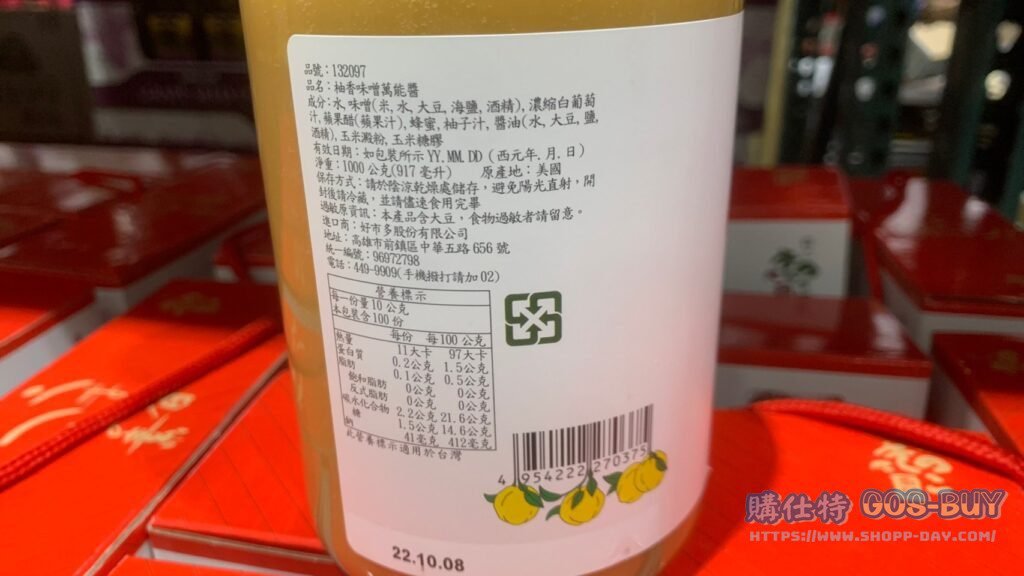 品號：132097
品名：柚香味噌萬能醬
成分：水, 味噌(米, 水, 大豆, 海鹽, 酒精), 濃縮白葡萄
汁, 蘋果醋(蘋果汁), 蜂蜜, 柚子汁, 醬油(水, 大豆, 鹽,
酒精), 玉米澱粉, 玉米糖膠
有效日期：如包裝所示 YY. MM. DD（西元年. 月. 日）
淨重：1000 公克(917 毫升) 原產地：美國
保存方式：請於陰涼乾燥處儲存，避免陽光直射，開
封後請冷藏，並請儘速食用完畢
過敏原資訊：本產品含大豆，食物過敏者請留意。
進口商：好市多股份有限公司
地址：高雄市前鎮區中華五路 656 號
統一編號：96972798
電話：449-9909(手機撥打請加 02)
營養標示
每一份量 10 公克
本包裝含 100 份
每份 每 100 公克
熱量 11大卡 97大卡
蛋白質 0.2公克 1.5公克
脂肪 0.1公克 0.5公克
飽和脂肪 0公克 0公克
反式脂肪 0公克 0公克
碳水化合物 2.2公克 21.6公克
糖 1.5公克 14.6公克
鈉 41毫克 412毫克
此營養標示適用於台灣
4 954222 270375
22.10.08
購仕特 GOS-BUY
HTTPS://WWW.SHOPP-DAY.COM/